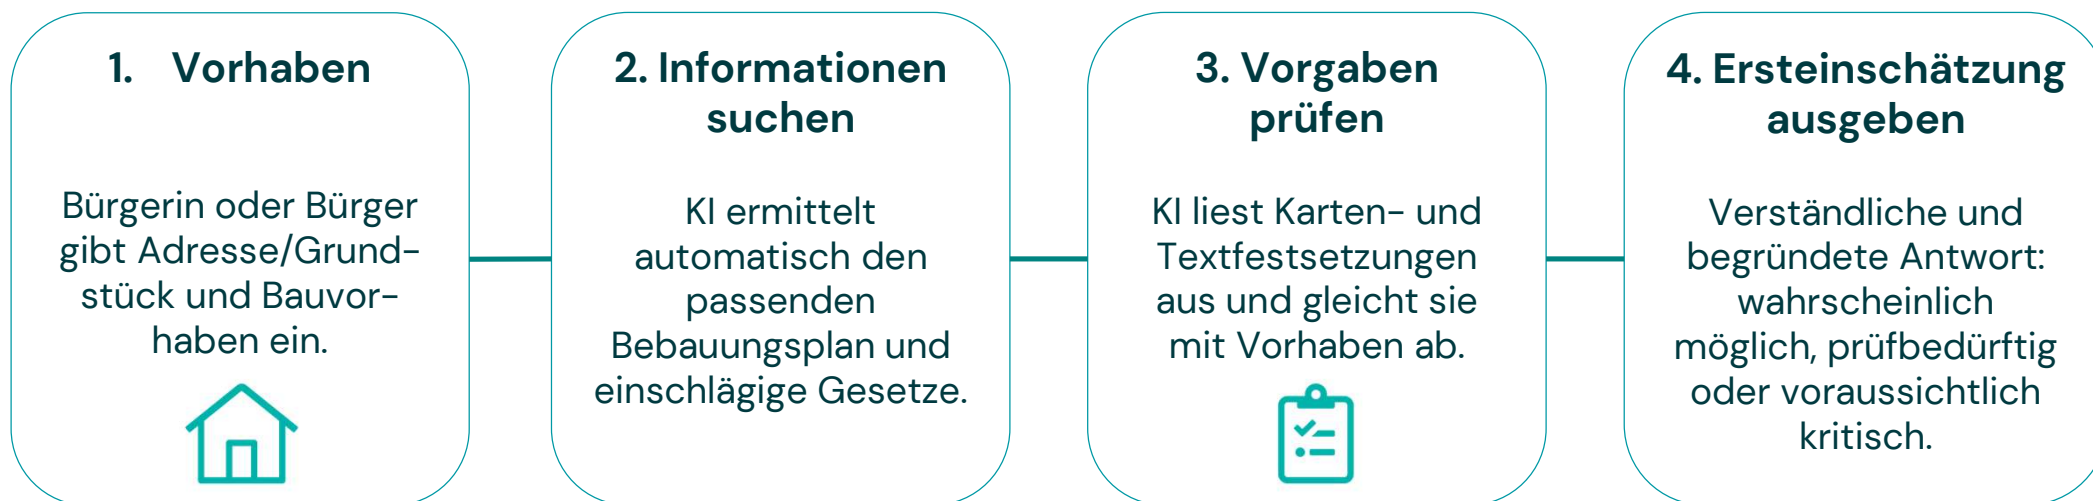 1. Vorhaben
Bürgerin oder Bürger
gibt Adresse/Grund-
stück und Bauvor-
haben ein.
2. Informationen
suchen
KI ermittelt
automatisch den
passenden
Bebauungsplan und
einschlägige Gesetze.
3. Vorgaben
prüfen
KI liest Karten- und
Textfestsetzungen
aus und gleicht sie
mit Vorhaben ab.
4. Ersteinschätzung
ausgeben
Verständliche und
begründete Antwort:
wahrscheinlich
möglich, prüfbedürftig
oder voraussichtlich
kritisch.